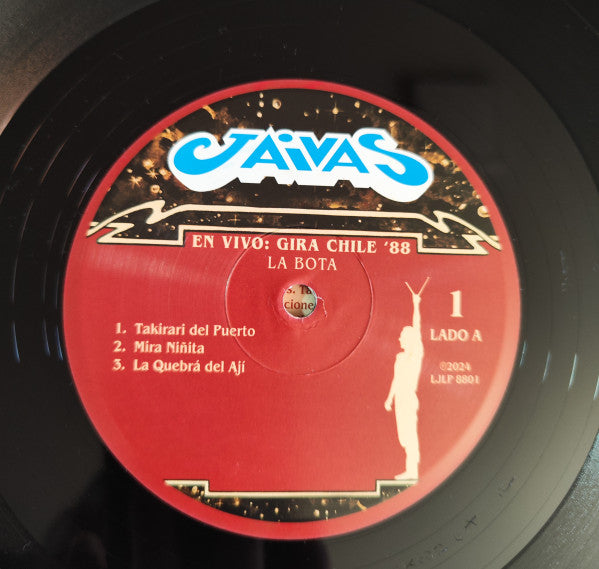 JAIVAS
EN VIVO: GIRA CHILE '88
LA BOTA
cione
1. Takirari del Puerto
2. Mira Niñita
3. La Quebrá del Ají
1
LADO A
©2024
LJLP 8801